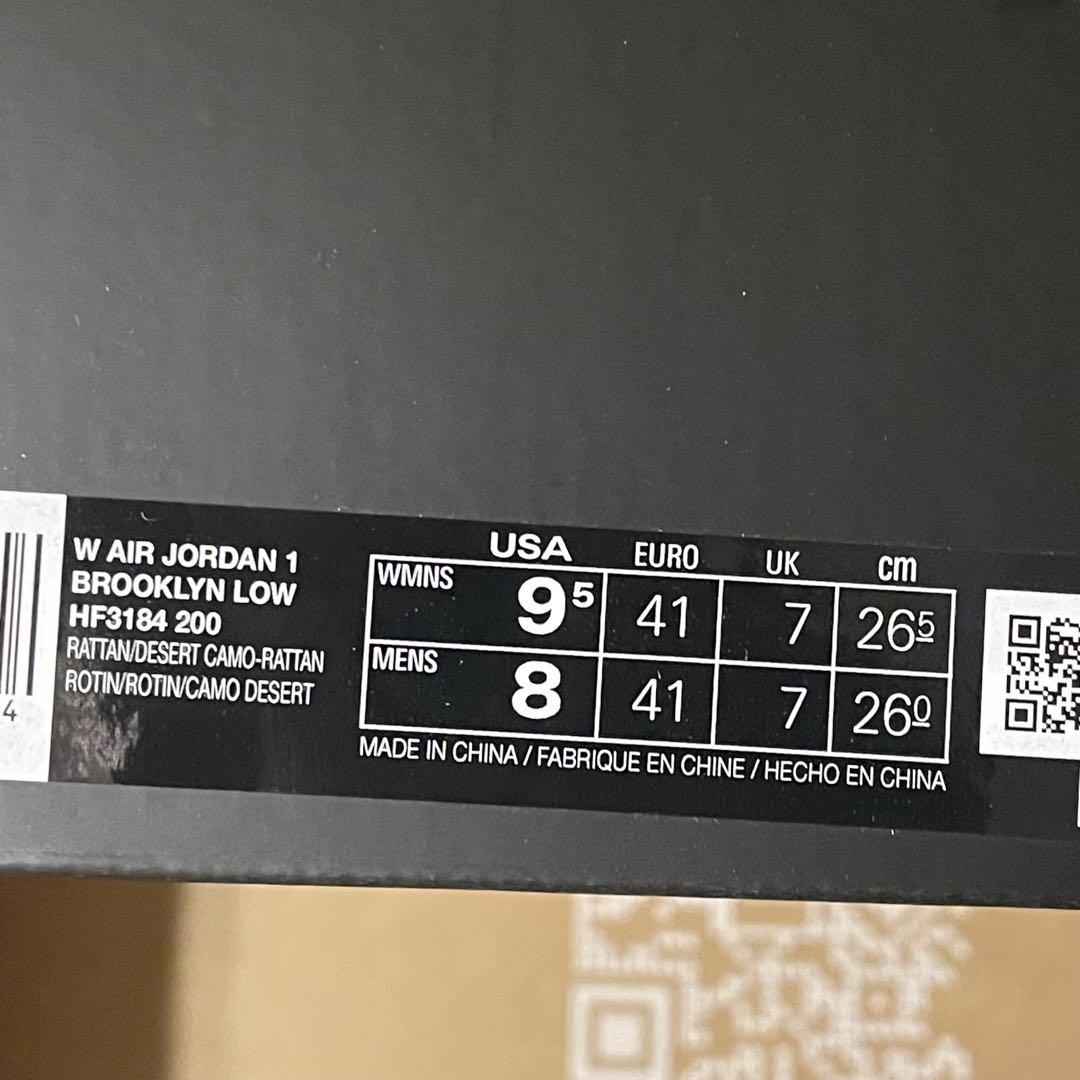 W AIR JORDAN 1
BROOKLYN LOW
HF3184 200
RATTAN/DESERT CAMO-RATTAN
ROTIN/ROTIN/CAMO DESERT
4
USA EURO UK cm
WMNS 9⁵ 41 7 26⁵
MENS 8 41 7 26⁰
MADE IN CHINA / FABRIQUE EN CHINE / HECHO EN CHINA